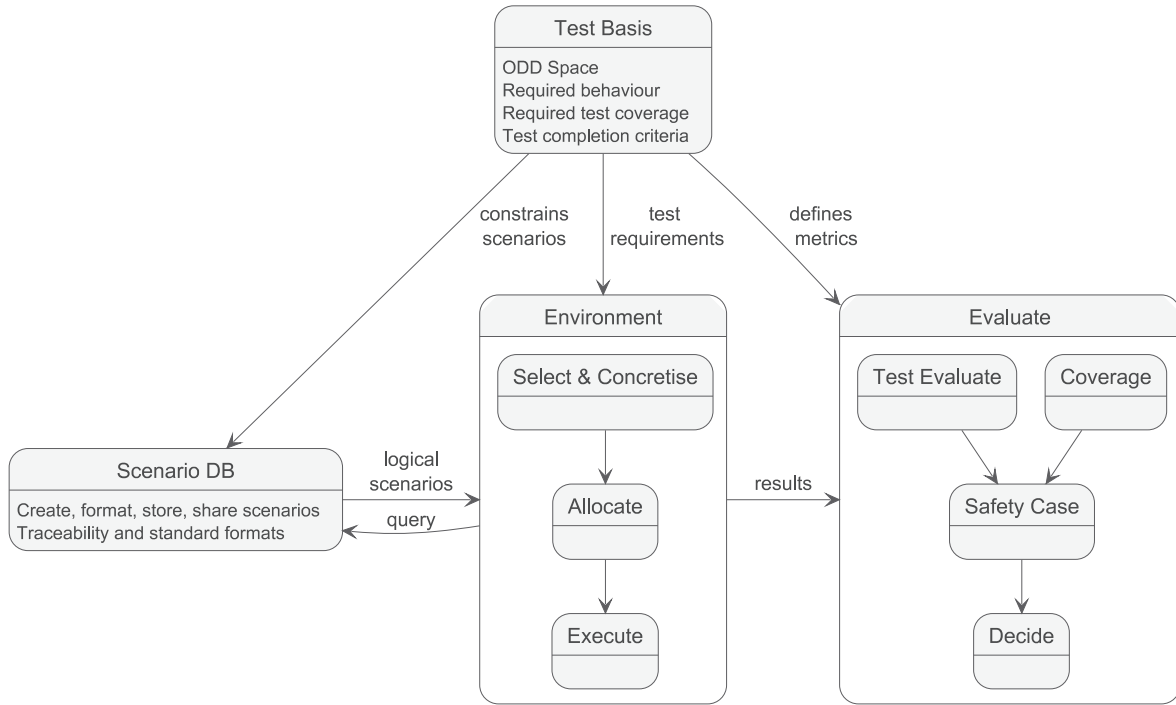 Test Basis
ODD Space
Required behaviour
Required test coverage
Test completion criteria
constrains
scenarios
test
requirements
defines
metrics
Environment
Select & Concretise
Allocate
Execute
Evaluate
Test Evaluate
Coverage
Safety Case
Decide
Scenario DB
Create, format, store, share scenarios
Traceability and standard formats
logical
scenarios
query
results